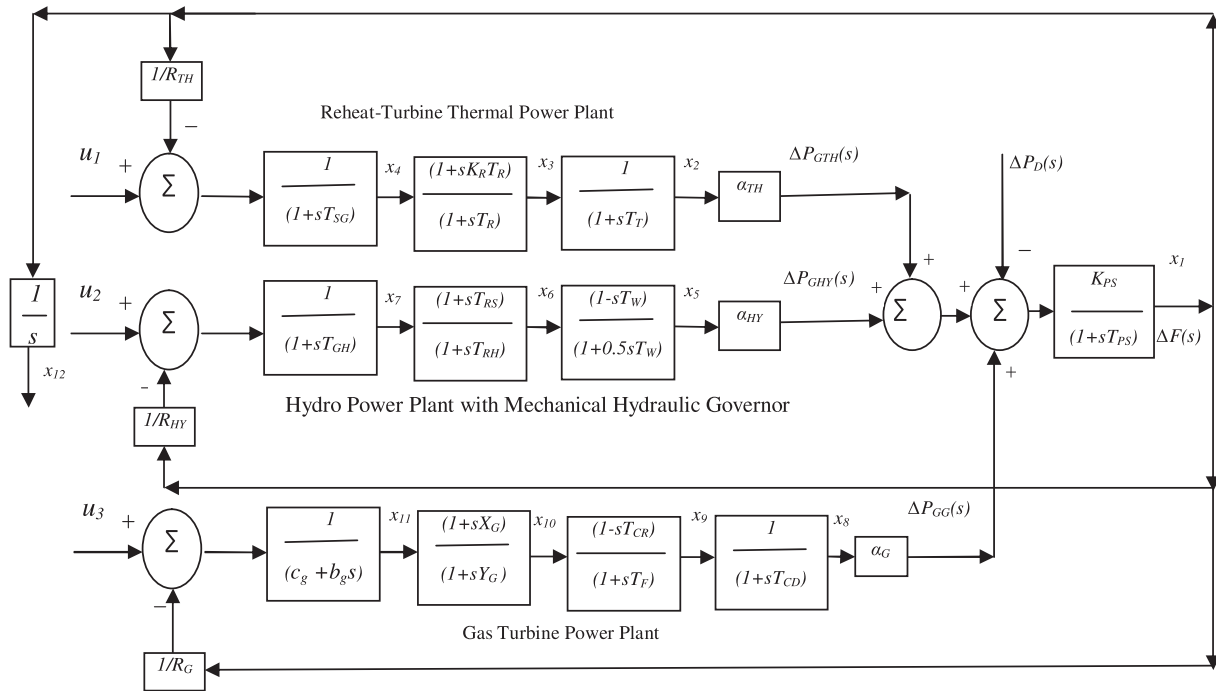 1/R_TH
Reheat-Turbine Thermal Power Plant
u_1 + − Σ
1 / (1+sT_SG)
x_4
(1+sK_RT_R) / (1+sT_R)
x_3
1 / (1+sT_T)
x_2
α_TH
ΔP_GTH(s)
ΔP_D(s)
1 / s
x_12
u_2 + - Σ
1 / (1+sT_GH)
x_7
(1+sT_RS) / (1+sT_RH)
x_6
(1-sT_W) / (1+0.5sT_W)
x_5
α_HY
ΔP_GHY(s)
+ + Σ
+ − + Σ
K_PS / (1+sT_PS)
x_1
ΔF(s)
1/R_HY
Hydro Power Plant with Mechanical Hydraulic Governor
u_3 + − Σ
1 / (c_g +b_gs)
x_11
(1+sX_G) / (1+sY_G)
x_10
(1-sT_CR) / (1+sT_F)
x_9
1 / (1+sT_CD)
x_8
α_G
ΔP_GG(s)
Gas Turbine Power Plant
1/R_G